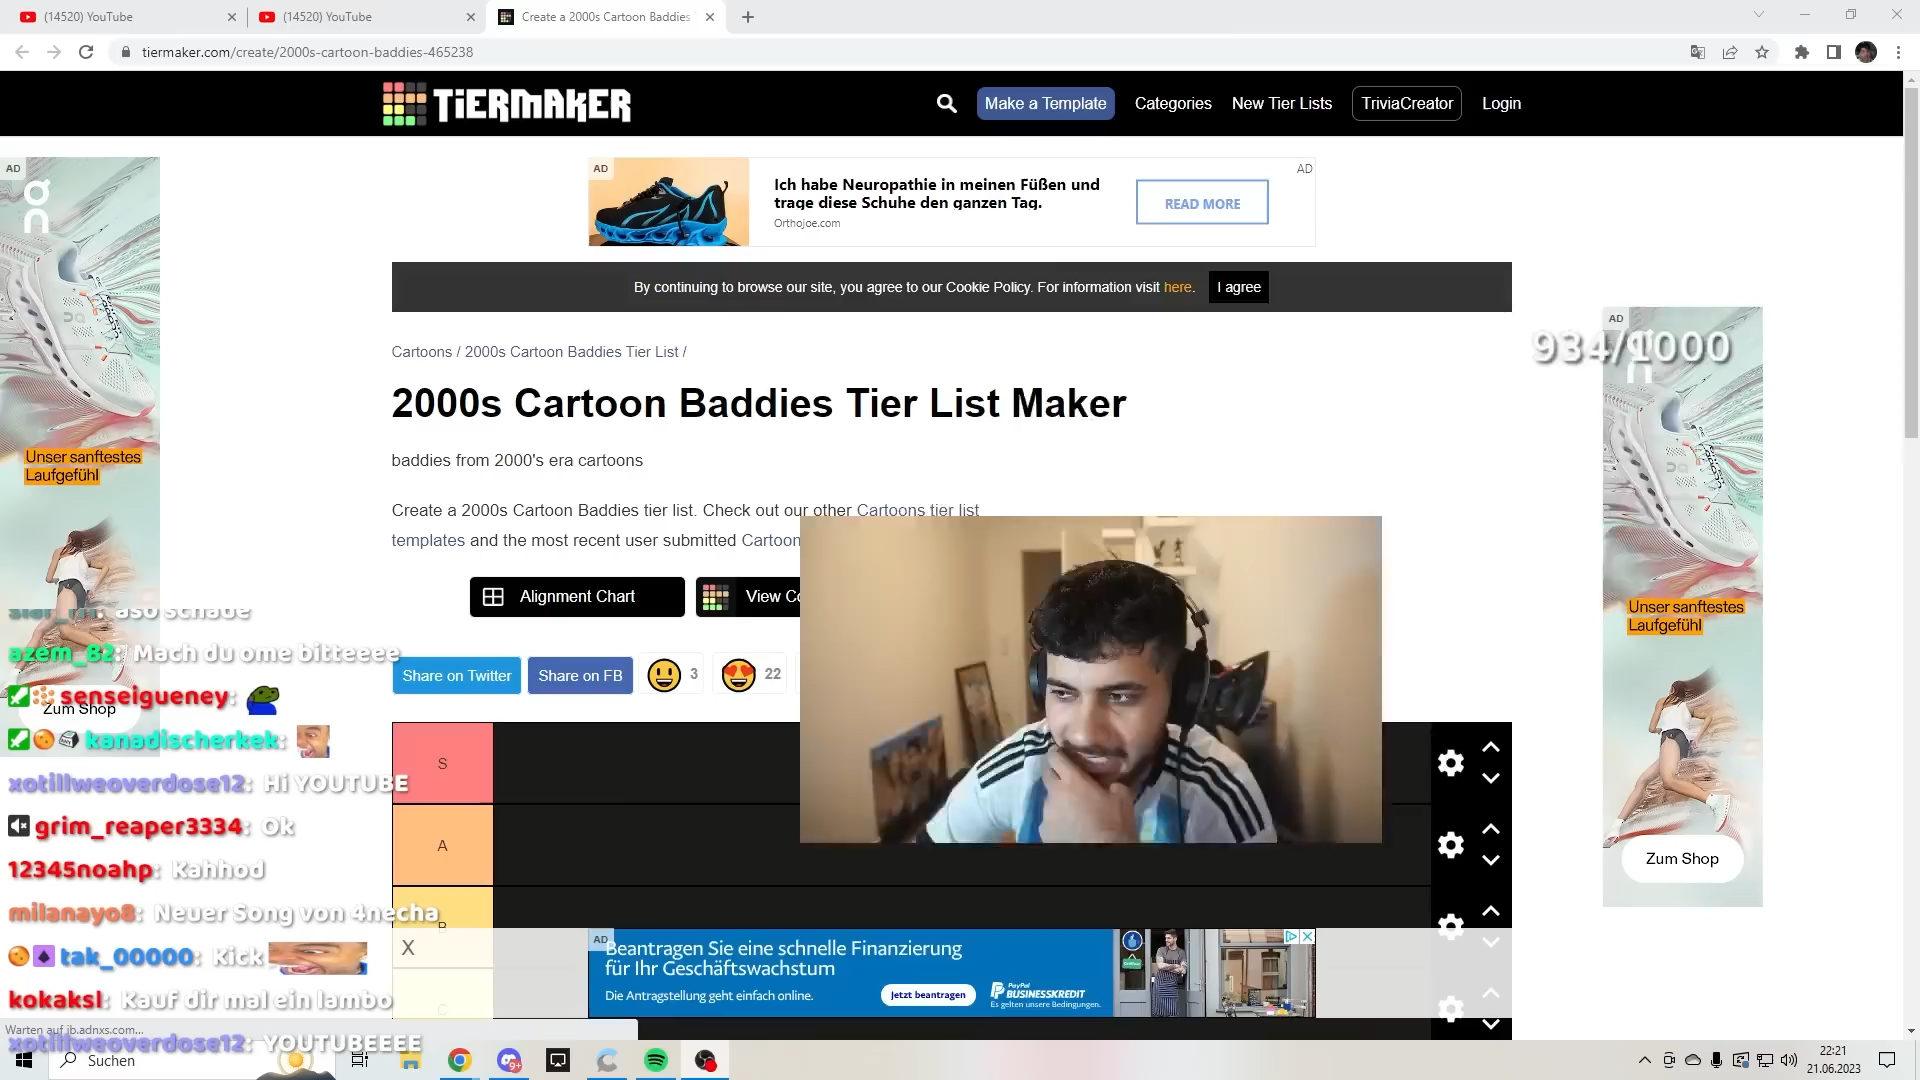 (14520) YouTube
(14520) YouTube
Create a 2000s Cartoon Baddies
tiermaker.com/create/2000s-cartoon-baddies-465238
TiERMAKER
Make a Template
Categories
New Tier Lists
TriviaCreator
Login
AD
AD
Ich habe Neuropathie in meinen Füßen und
trage diese Schuhe den ganzen Tag.
Orthojoe.com
READ MORE
AD
By continuing to browse our site, you agree to our Cookie Policy. For information visit here.
I agree
AD
934/1000
Cartoons / 2000s Cartoon Baddies Tier List /
2000s Cartoon Baddies Tier List Maker
baddies from 2000's era cartoons
Create a 2000s Cartoon Baddies tier list. Check out our other Cartoons tier list
templates and the most recent user submitted Cartoon
Unser sanftestes
Laufgefühl
Alignment Chart
View Co
Unser sanftestes
Laufgefühl
Share on Twitter
Share on FB
3
22
Zum Shop
aso schade
azem_82: Mach du ome bitteeee
senseigueney:
kanadischerkek:
xotillweoverdose12: Hi YOUTUBE
grim_reaper3334: Ok
12345noahp: Kahhod
milanayo8: Neuer Song von 4necha
tak_00000: Kick
kokaksl: Kauf dir mal ein lambo
xotillweoverdose12: YOUTUBEEEE
S
A
B
C
X
Zum Shop
AD
Beantragen Sie eine schnelle Finanzierung
für Ihr Geschäftswachstum
Die Antragstellung geht einfach online.
Jetzt beantragen
PayPal
BUSINESSKREDIT
Es gelten unsere Bedingungen.
Warten auf ib.adnxs.com...
Suchen
9+
22:21
21.06.2023